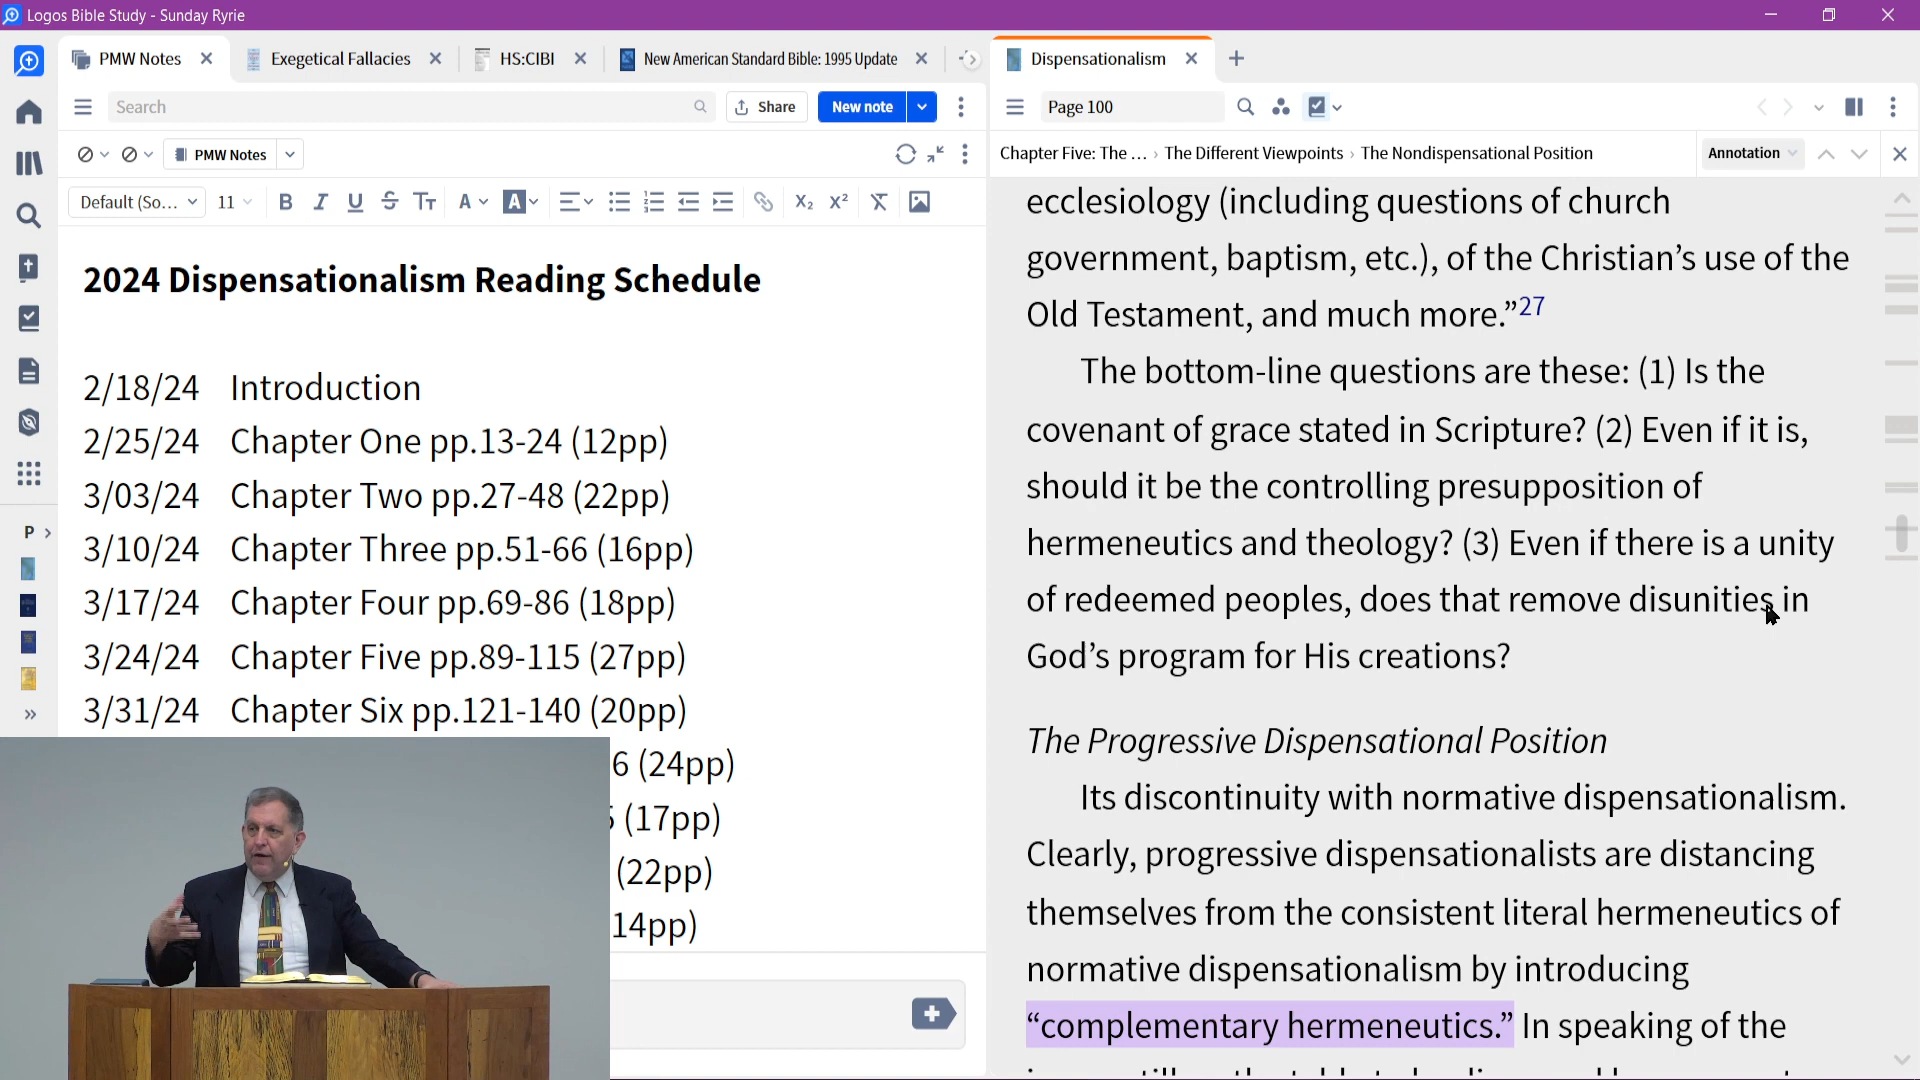 Logos Bible Study - Sunday Ryrie
PMW Notes
Exegetical Fallacies
HS:CIBI
New American Standard Bible: 1995 Update
Dispensationalism
Search
Share
New note
Page 100
PMW Notes
Chapter Five: The ... › The Different Viewpoints › The Nondispensational Position
Annotation
Default (So...
11
P
2024 Dispensationalism Reading Schedule
2/18/24 Introduction
2/25/24 Chapter One pp.13-24 (12pp)
3/03/24 Chapter Two pp.27-48 (22pp)
3/10/24 Chapter Three pp.51-66 (16pp)
3/17/24 Chapter Four pp.69-86 (18pp)
3/24/24 Chapter Five pp.89-115 (27pp)
3/31/24 Chapter Six pp.121-140 (20pp)
6 (24pp)
(17pp)
(22pp)
14pp)
ecclesiology (including questions of church
government, baptism, etc.), of the Christian’s use of the
Old Testament, and much more.”27
The bottom-line questions are these: (1) Is the
covenant of grace stated in Scripture? (2) Even if it is,
should it be the controlling presupposition of
hermeneutics and theology? (3) Even if there is a unity
of redeemed peoples, does that remove disunities in
God’s program for His creations?
The Progressive Dispensational Position
Its discontinuity with normative dispensationalism.
Clearly, progressive dispensationalists are distancing
themselves from the consistent literal hermeneutics of
normative dispensationalism by introducing
“complementary hermeneutics.” In speaking of the